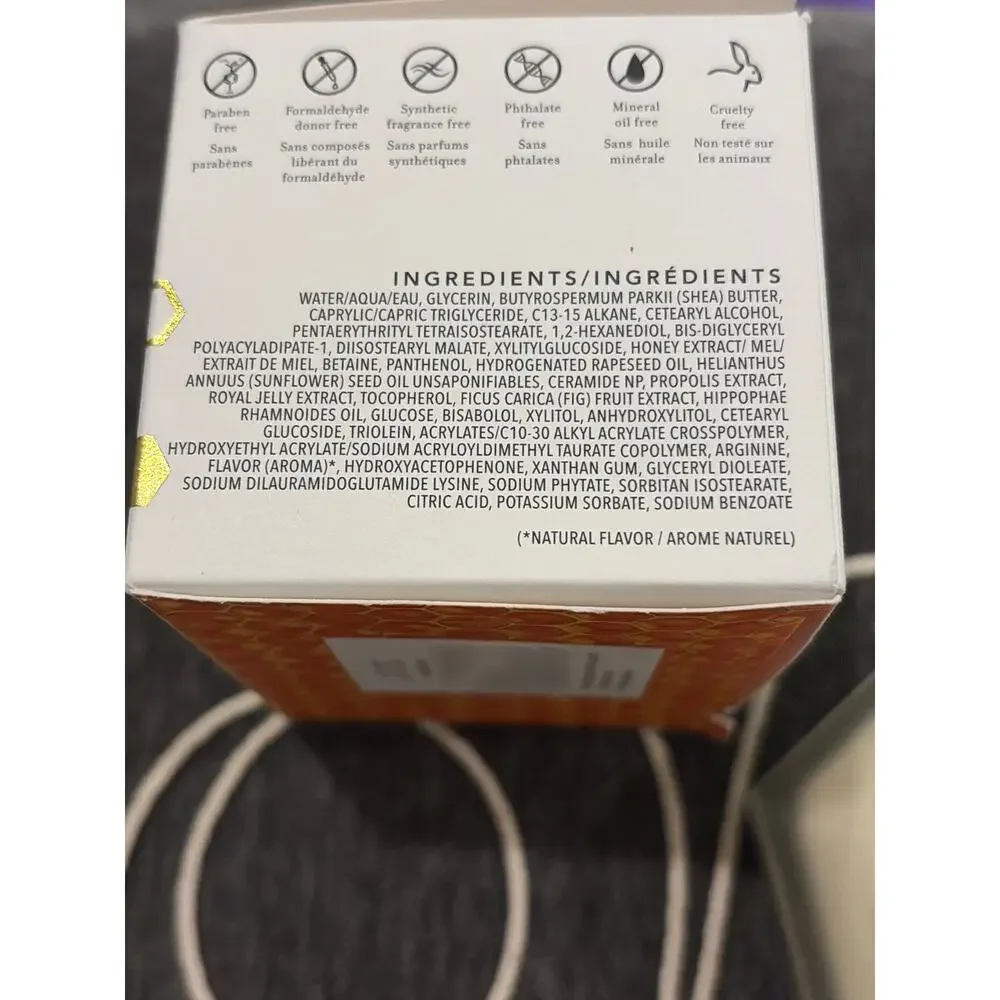 Paraben free
Sans parabènes
Formaldehyde donor free
Sans composés libérant du formaldéhyde
Synthetic fragrance free
Sans parfums synthétiques
Phthalate free
Sans phtalates
Mineral oil free
Sans huile minérale
Cruelty free
Non testé sur les animaux
INGREDIENTS/INGRÉDIENTS
WATER/AQUA/EAU, GLYCERIN, BUTYROSPERMUM PARKII (SHEA) BUTTER,
CAPRYLIC/CAPRIC TRIGLYCERIDE, C13-15 ALKANE, CETEARYL ALCOHOL,
PENTAERYTHRITYL TETRAISOSTEARATE, 1,2-HEXANEDIOL, BIS-DIGLYCERYL
POLYACYLADIPATE-1, DIISOSTEARYL MALATE, XYLITYLGLUCOSIDE, HONEY EXTRACT/ MEL/
EXTRAIT DE MIEL, BETAINE, PANTHENOL, HYDROGENATED RAPESEED OIL, HELIANTHUS
ANNUUS (SUNFLOWER) SEED OIL UNSAPONIFIABLES, CERAMIDE NP, PROPOLIS EXTRACT,
ROYAL JELLY EXTRACT, TOCOPHEROL, FICUS CARICA (FIG) FRUIT EXTRACT, HIPPOPHAE
RHAMNOIDES OIL, GLUCOSE, BISABOLOL, XYLITOL, ANHYDROXYLITOL, CETEARYL
GLUCOSIDE, TRIOLEIN, ACRYLATES/C10-30 ALKYL ACRYLATE CROSSPOLYMER,
HYDROXYETHYL ACRYLATE/SODIUM ACRYLOYLDIMETHYL TAURATE COPOLYMER, ARGININE,
FLAVOR (AROMA)*, HYDROXYACETOPHENONE, XANTHAN GUM, GLYCERYL DIOLEATE,
SODIUM DILAURAMIDOGLUTAMIDE LYSINE, SODIUM PHYTATE, SORBITAN ISOSTEARATE,
CITRIC ACID, POTASSIUM SORBATE, SODIUM BENZOATE
(*NATURAL FLAVOR / AROME NATUREL)